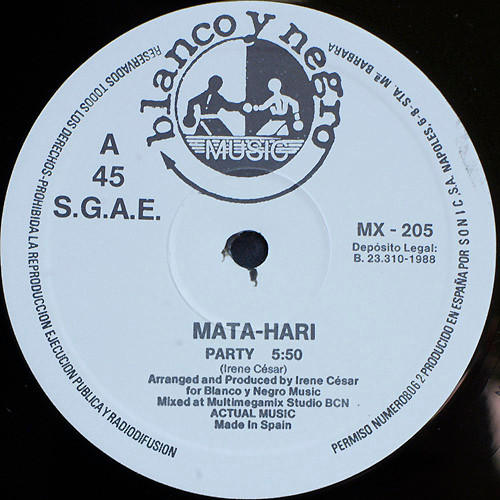 blanco y negro
MUSIC
A
45
S.G.A.E.
MX - 205
Depósito Legal:
B. 23.310-1988
MATA-HARI
PARTY 5:50
(Irene César)
Arranged and Produced by Irene César
for Blanco y Negro Music
Mixed at Multimegamix Studio BCN
ACTUAL MUSIC
Made in Spain
RESERVADOS TODOS LOS DERECHOS-PROHIBIDA LA REPRODUCCION EJECUCION PUBLICA Y RADIODIFUSION
PERMISO NUMERO 806 2 PRODUCIDO EN ESPAÑA POR S O N I C S.A. NAPOLES, 6-8 STA. Mª. BARBARA